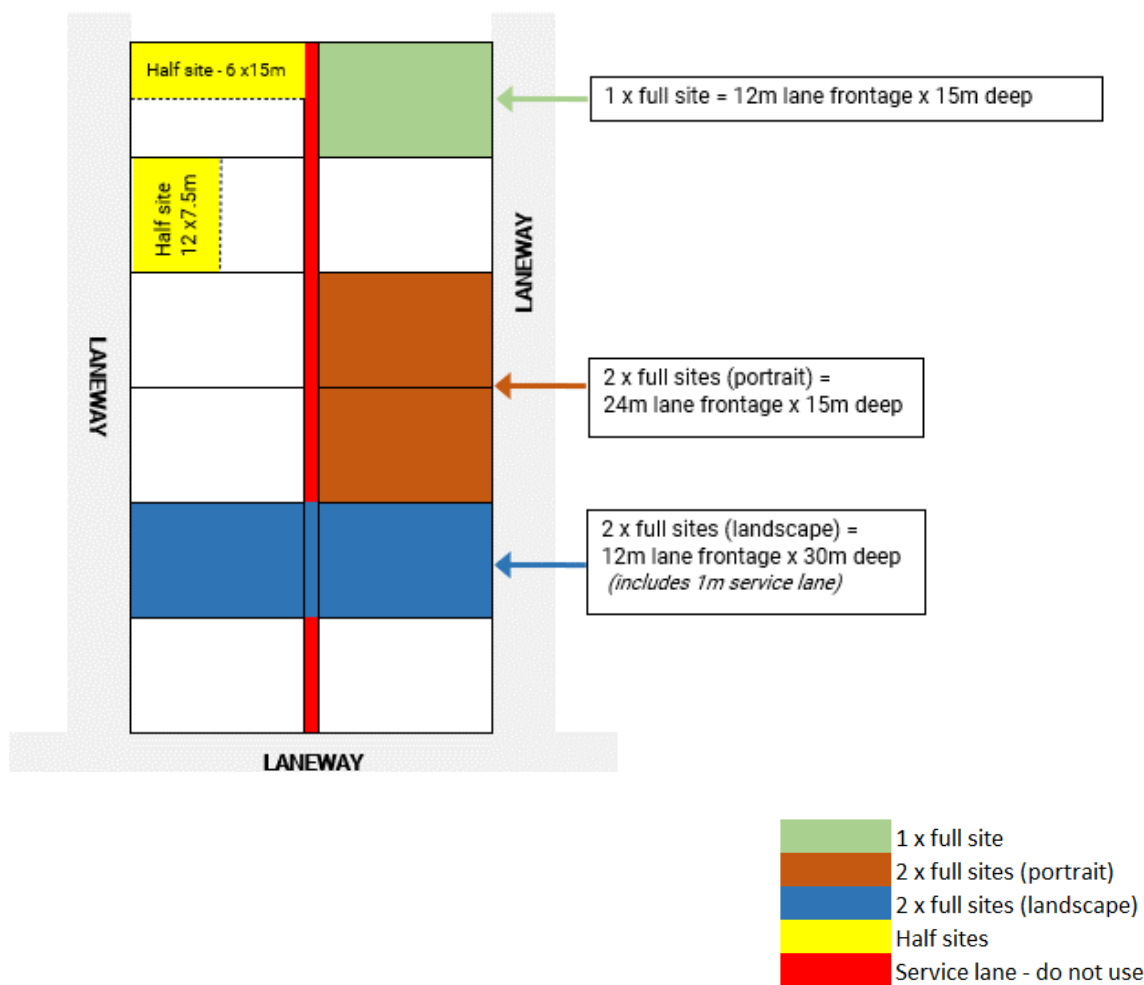 Half site - 6 x15m
1 x full site = 12m lane frontage x 15m deep
Half site
12 x7.5m
LANEWAY
LANEWAY
2 x full sites (portrait) =
24m lane frontage x 15m deep
2 x full sites (landscape) =
12m lane frontage x 30m deep
(includes 1m service lane)
LANEWAY
1 x full site
2 x full sites (portrait)
2 x full sites (landscape)
Half sites
Service lane - do not use